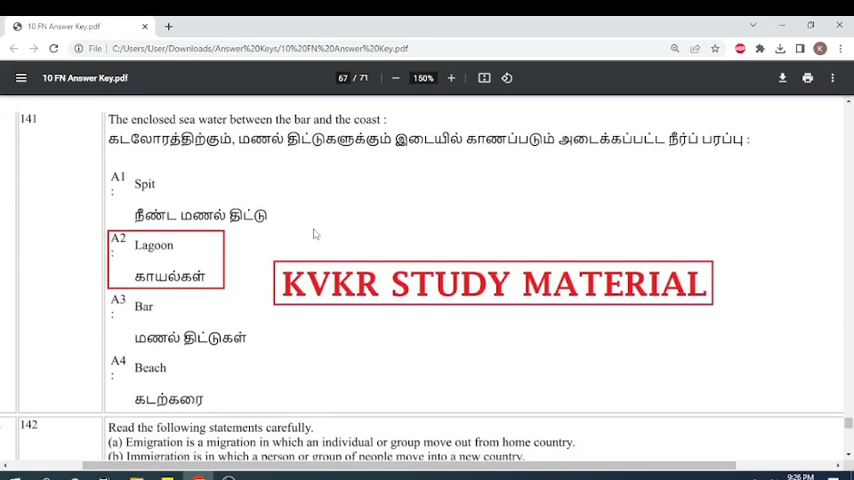 10 FN Answer Key.pdf
File C:/Users/User/Downloads/Answer%20Keys/10%20FN%20Answer%20Key.pdf
ABP
K
10 FN Answer Key.pdf
67 / 71
150%
141
The enclosed sea water between the bar and the coast :
கடலோரத்திற்கும், மணல் திட்டுகளுக்கும் இடையில் காணப்படும் அடைக்கப்பட்ட நீர்ப் பரப்பு :
A1 Spit
:
நீண்ட மணல் திட்டு
A2 Lagoon
:
காயல்கள்
KVKR STUDY MATERIAL
A3 Bar
:
மணல் திட்டுகள்
A4 Beach
:
கடற்கரை
142
Read the following statements carefully.
(a) Emigration is a migration in which an individual or group move out from home country.
(b) Immigration is in which a person or group of people move into a new country.
9:26 PM